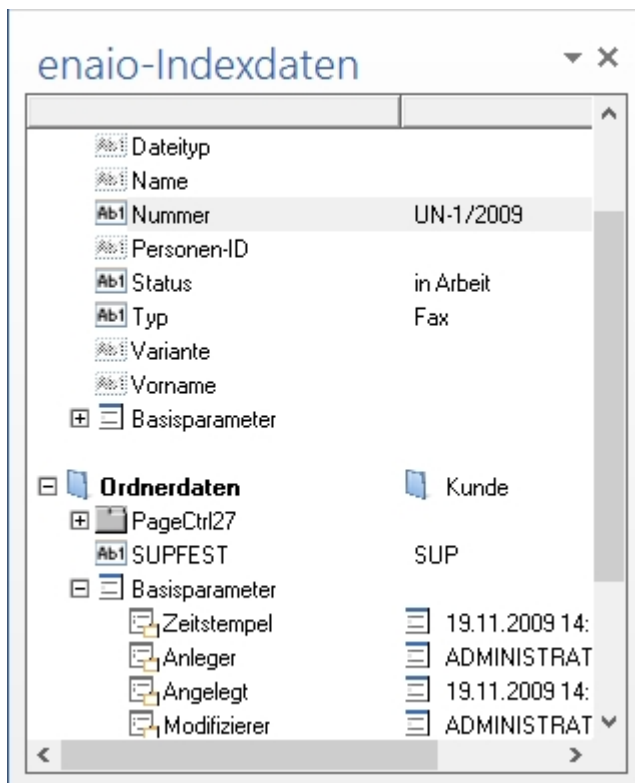 enaio-Indexdaten
Dateityp
Name
Nummer UN-1/2009
Personen-ID
Status in Arbeit
Typ Fax
Variante
Vorname
Basisparameter
Ordnerdaten Kunde
PageCtrl27
SUPFEST SUP
Basisparameter
Zeitstempel 19.11.2009 14:
Anleger ADMINISTRAT
Angelegt 19.11.2009 14:
Modifizierer ADMINISTRAT